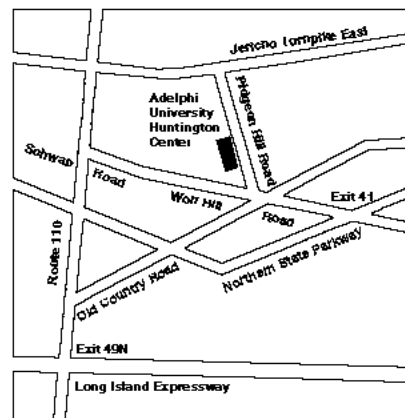 Jericho Turnpike East
Adelphi
University
Huntington
Center
Pidgeon Hill Road
Schwab
Road
Wolf Hill
Road
Exit 41
Route 110
Old Country Road
Northern State Parkway
Exit 49N
Long Island Expressway